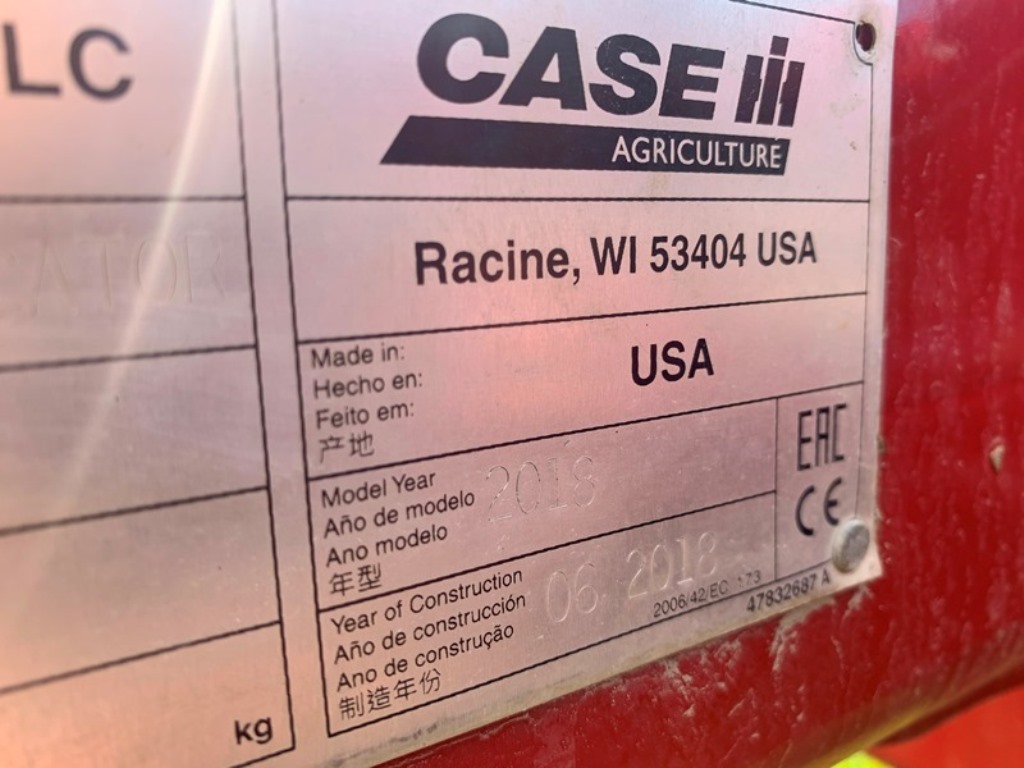 LC
ATOR
kg
CASE IH
AGRICULTURE
Racine, WI 53404 USA
Made in:
Hecho en:
Feito em:
产地
USA
Model Year
Año de modelo
Ano modelo
年型
2018
Year of Construction
Año de construcción
Ano de construção
制造年份
06 2018
2006/42/EC 173
47832687 A
EAC
CE